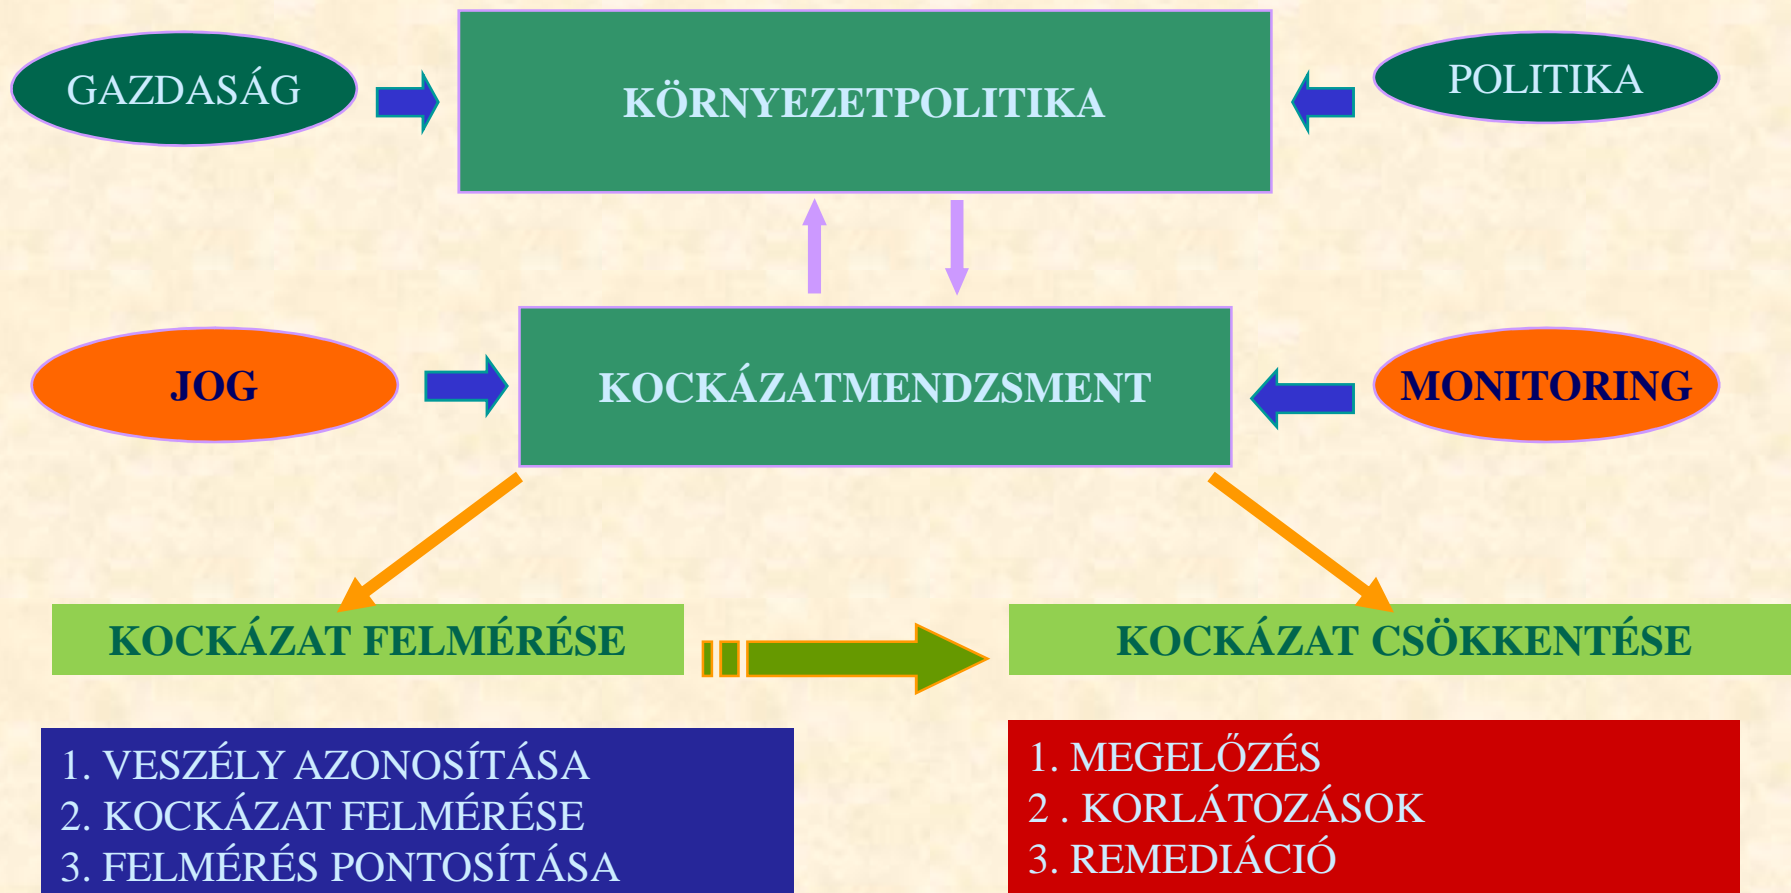 GAZDASÁG
KÖRNYEZETPOLITIKA
POLITIKA
JOG
KOCKÁZATMENDZSMENT
MONITORING
KOCKÁZAT FELMÉRÉSE
KOCKÁZAT CSÖKKENTÉSE
1. VESZÉLY AZONOSÍTÁSA
2. KOCKÁZAT FELMÉRÉSE
3. FELMÉRÉS PONTOSÍTÁSA
1. MEGELŐZÉS
2 . KORLÁTOZÁSOK
3. REMEDIÁCIÓ